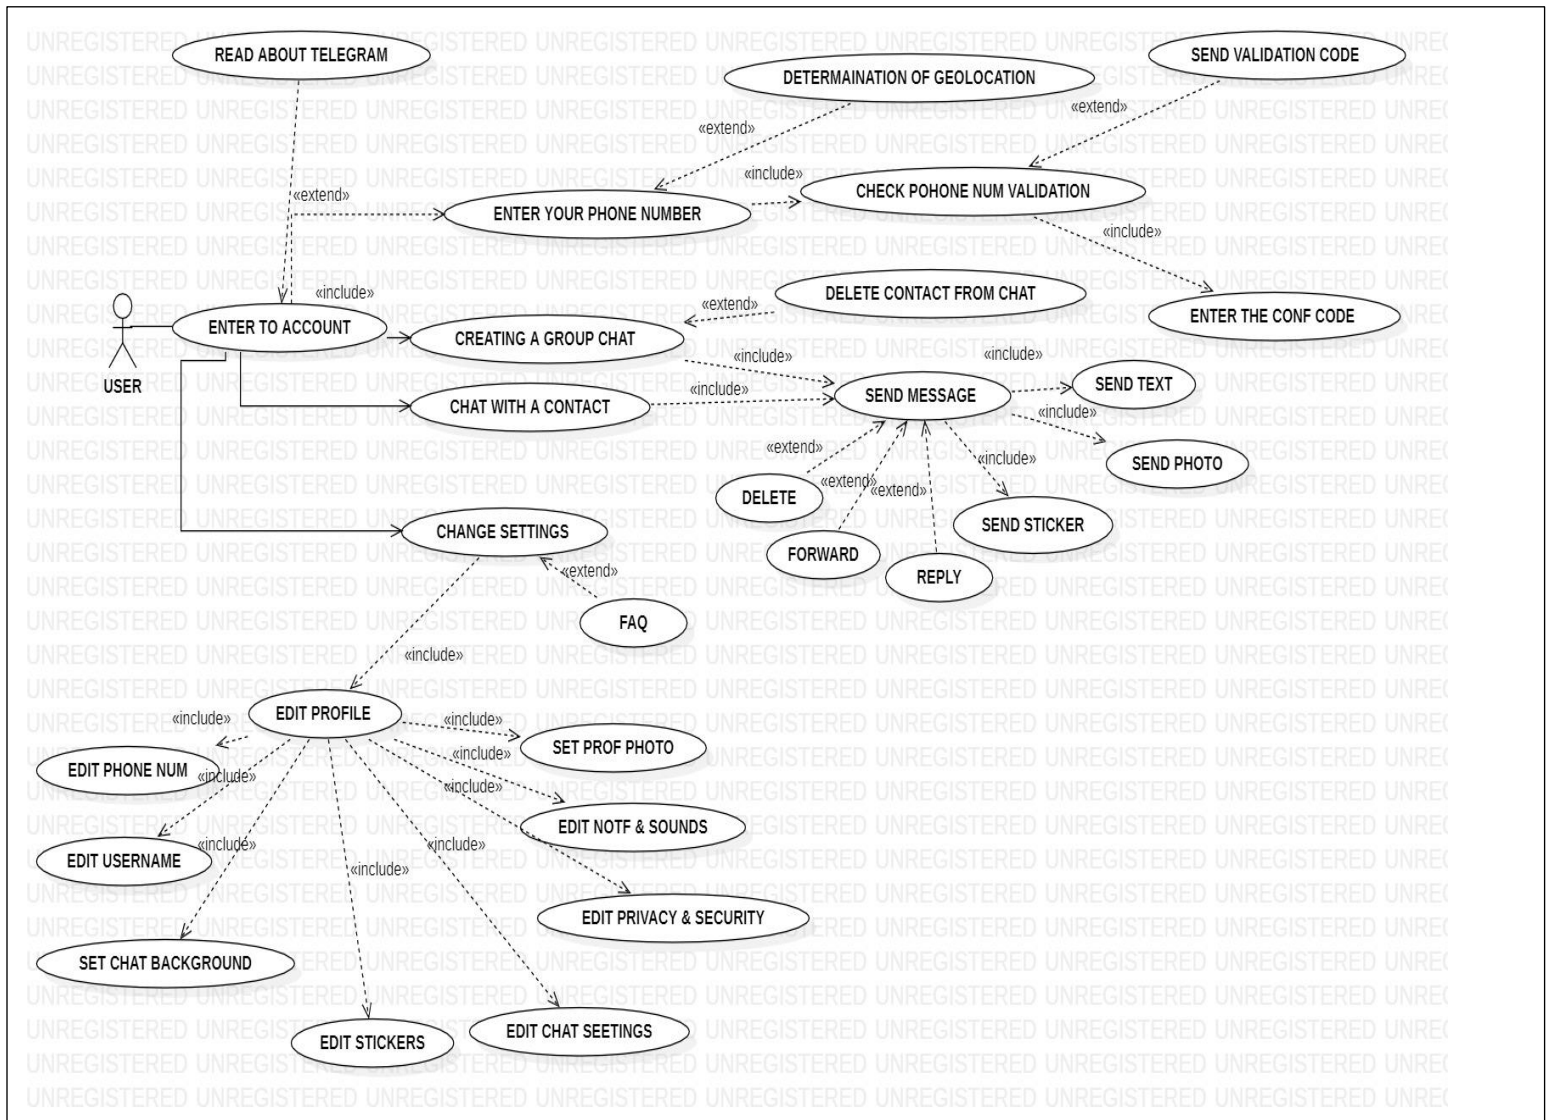 READ ABOUT TELEGRAM
SEND VALIDATION CODE
DETERMAINATION OF GEOLOCATION
«extend»
«extend»
«include»
CHECK POHONE NUM VALIDATION
«extend»
ENTER YOUR PHONE NUMBER
«include»
«include»
DELETE CONTACT FROM CHAT
«extend»
ENTER THE CONF CODE
ENTER TO ACCOUNT
CREATING A GROUP CHAT
«include»
«include»
USER
SEND TEXT
«include»
SEND MESSAGE
CHAT WITH A CONTACT
«include»
«extend»
«include»
SEND PHOTO
«extend»
«extend»
DELETE
SEND STICKER
CHANGE SETTINGS
FORWARD
«extend»
REPLY
FAQ
«include»
EDIT PROFILE
«include»
«include»
SET PROF PHOTO
«include»
EDIT PHONE NUM
«include»
«include»
EDIT NOTF & SOUNDS
«include»
«include»
EDIT USERNAME
«include»
EDIT PRIVACY & SECURITY
SET CHAT BACKGROUND
EDIT CHAT SEETINGS
EDIT STICKERS
UNREGISTERED